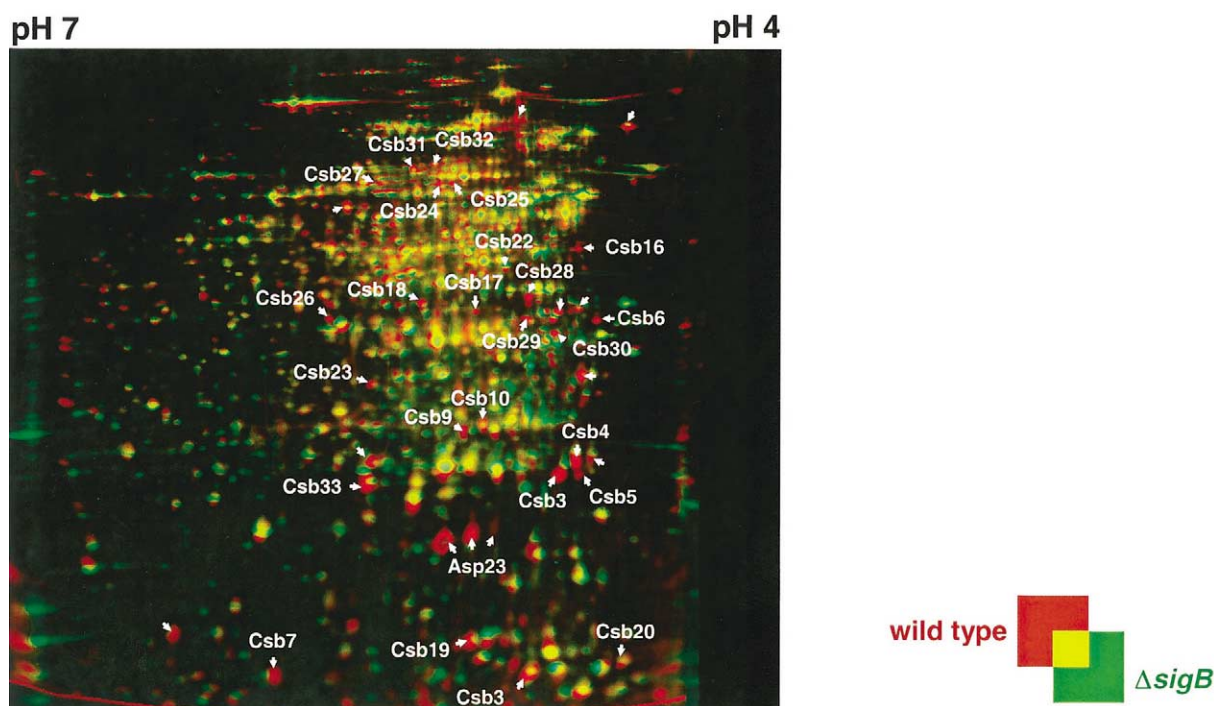 pH 7
pH 4
Csb31
Csb32
Csb27
Csb24
Csb25
Csb22
Csb16
Csb28
Csb18
Csb17
Csb26
Csb6
Csb29
Csb30
Csb23
Csb10
Csb9
Csb4
Csb33
Csb3
Csb5
Asp23
Csb7
Csb19
Csb20
Csb3
wild type
ΔsigB